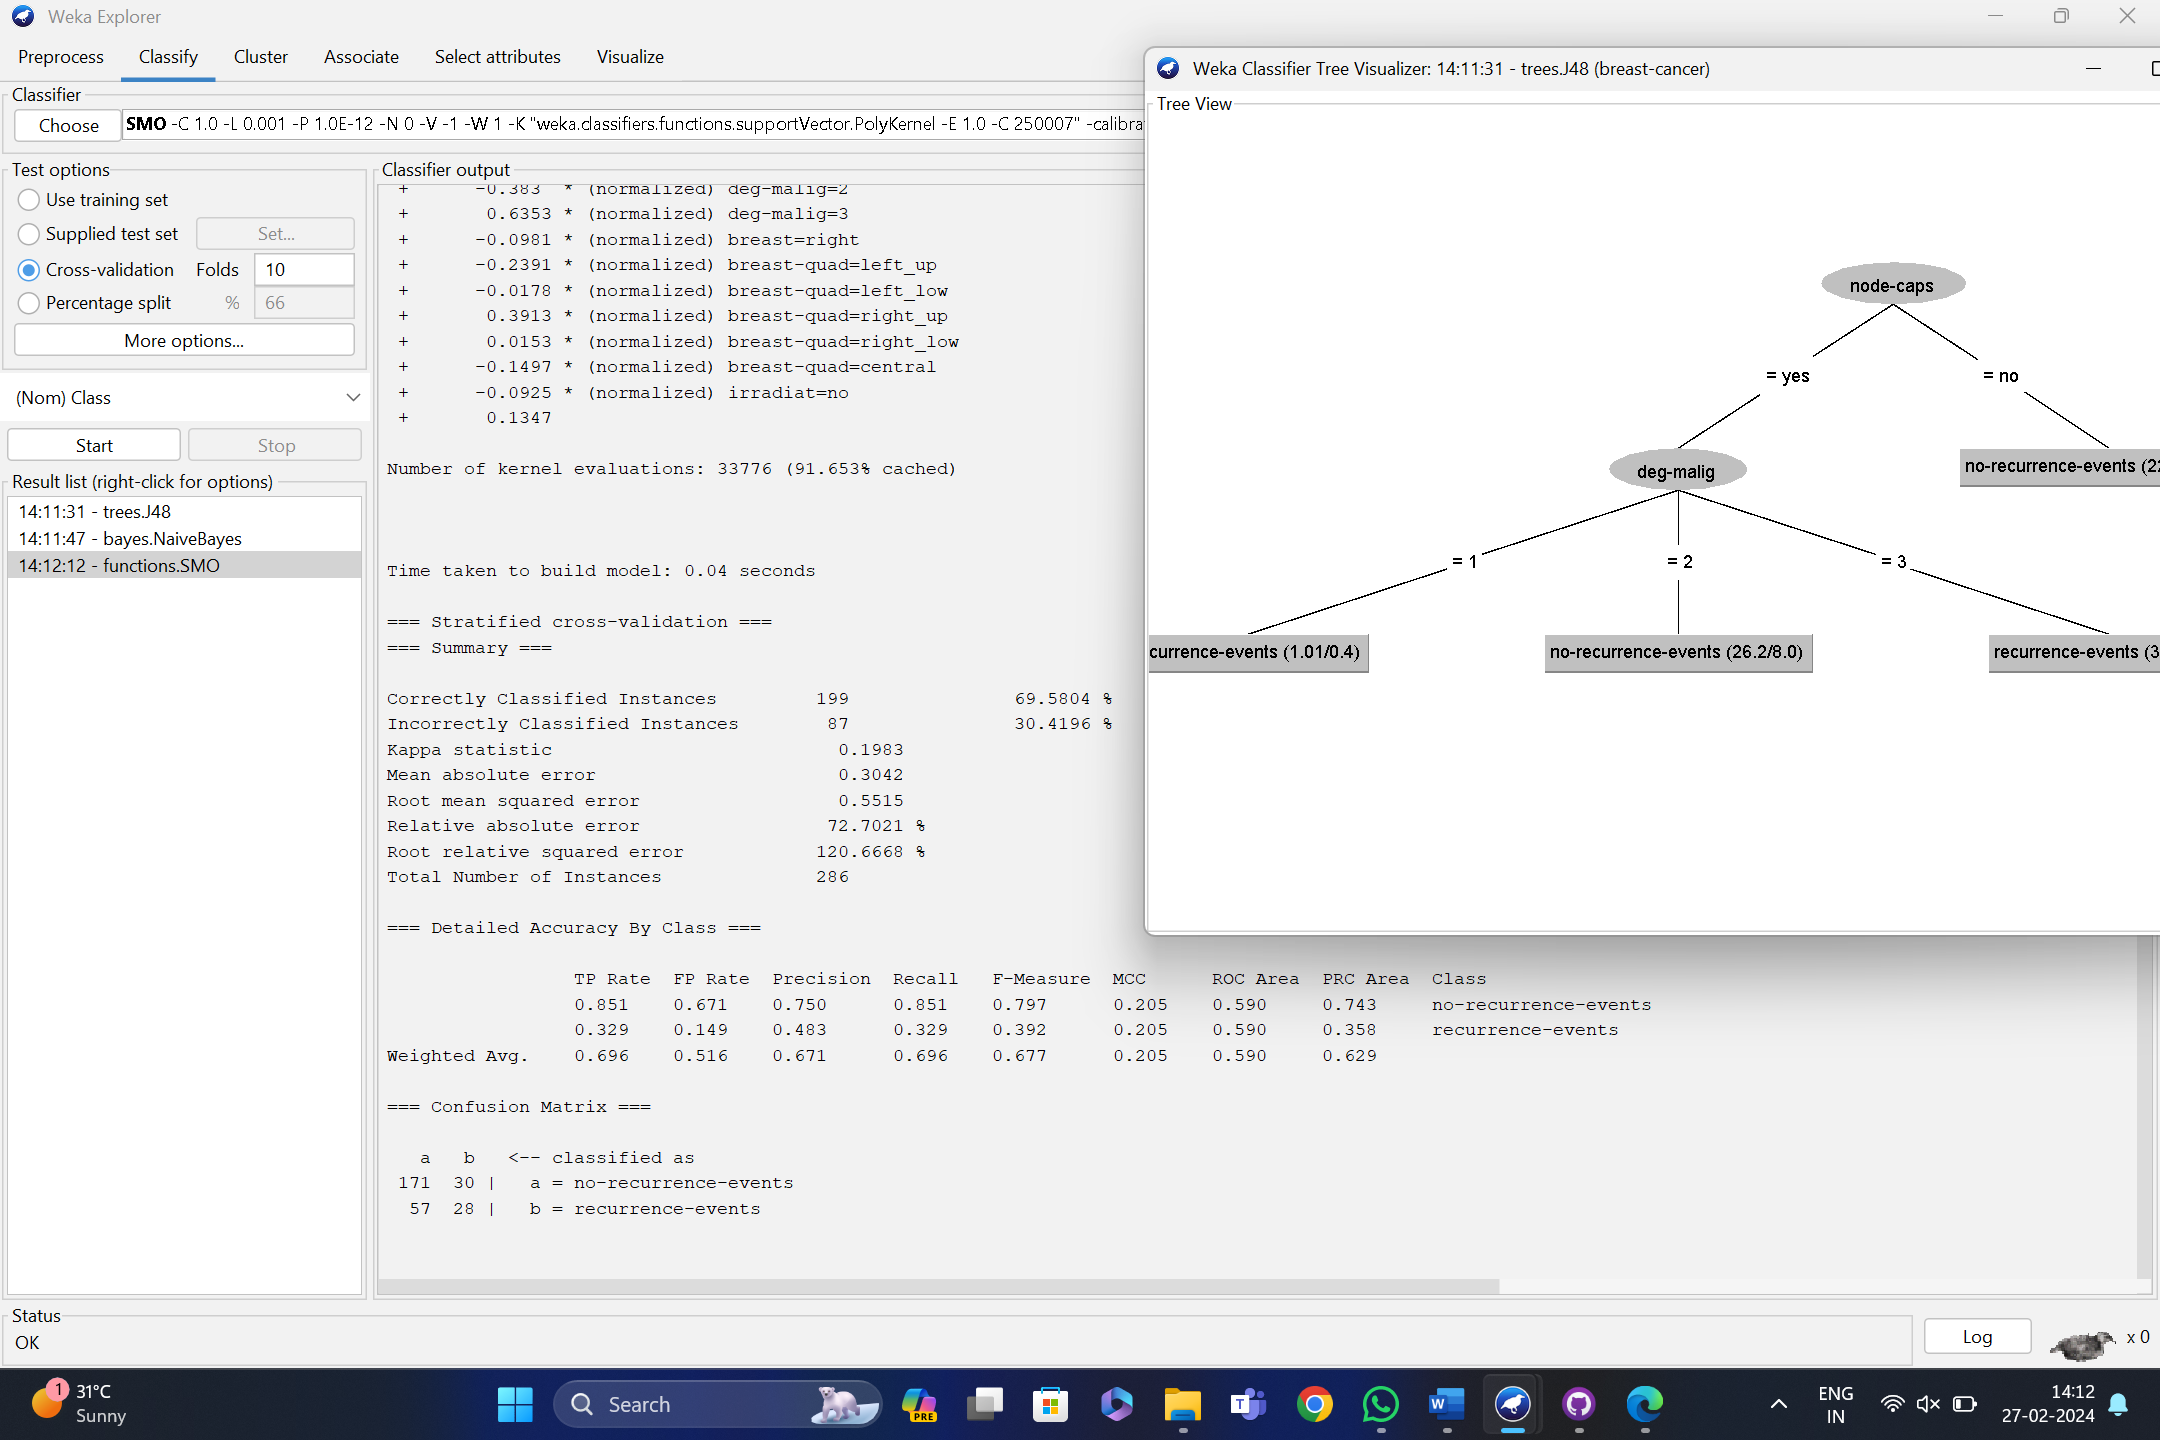 Weka Explorer
Preprocess Classify Cluster Associate Select attributes Visualize
Classifier
Choose SMO -C 1.0 -L 0.001 -P 1.0E-12 -N 0 -V -1 -W 1 -K "weka.classifiers.functions.supportVector.PolyKernel -E 1.0 -C 250007" -calibra
Test options
Use training set
Supplied test set Set...
Cross-validation Folds 10
Percentage split % 66
More options...
(Nom) Class
Start Stop
Result list (right-click for options)
14:11:31 - trees.J48
14:11:47 - bayes.NaiveBayes
14:12:12 - functions.SMO
Classifier output
+ -0.383 * (normalized) deg-malig=2
+ 0.6353 * (normalized) deg-malig=3
+ -0.0981 * (normalized) breast=right
+ -0.2391 * (normalized) breast-quad=left_up
+ -0.0178 * (normalized) breast-quad=left_low
+ 0.3913 * (normalized) breast-quad=right_up
+ 0.0153 * (normalized) breast-quad=right_low
+ -0.1497 * (normalized) breast-quad=central
+ -0.0925 * (normalized) irradiat=no
+ 0.1347
Number of kernel evaluations: 33776 (91.653% cached)
Time taken to build model: 0.04 seconds
=== Stratified cross-validation ===
=== Summary ===
Correctly Classified Instances 199 69.5804 %
Incorrectly Classified Instances 87 30.4196 %
Kappa statistic 0.1983
Mean absolute error 0.3042
Root mean squared error 0.5515
Relative absolute error 72.7021 %
Root relative squared error 120.6668 %
Total Number of Instances 286
=== Detailed Accuracy By Class ===
TP Rate FP Rate Precision Recall F-Measure MCC ROC Area PRC Area Class
0.851 0.671 0.750 0.851 0.797 0.205 0.590 0.743 no-recurrence-events
0.329 0.149 0.483 0.329 0.392 0.205 0.590 0.358 recurrence-events
Weighted Avg. 0.696 0.516 0.671 0.696 0.677 0.205 0.590 0.629
=== Confusion Matrix ===
a b <-- classified as
171 30 | a = no-recurrence-events
57 28 | b = recurrence-events
Weka Classifier Tree Visualizer: 14:11:31 - trees.J48 (breast-cancer)
Tree View
node-caps
= yes = no
deg-malig no-recurrence-events (22
= 1 = 2 = 3
currence-events (1.01/0.4) no-recurrence-events (26.2/8.0) recurrence-events (3
Status
OK
Log x 0
1 31°C
Sunny
Search
PRE
ENG
IN
14:12
27-02-2024